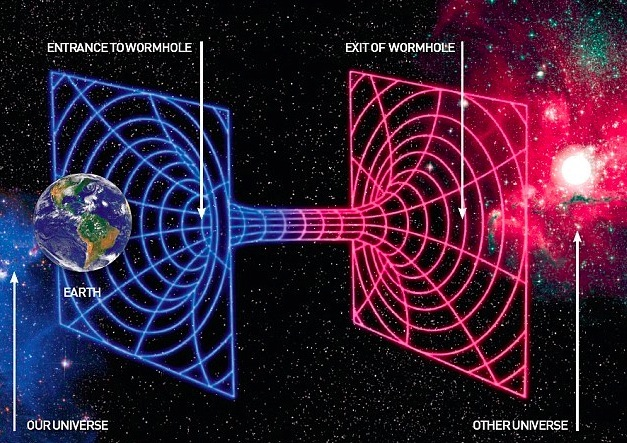 ENTRANCE TO WORMHOLE
EXIT OF WORMHOLE
EARTH
OUR UNIVERSE
OTHER UNIVERSE